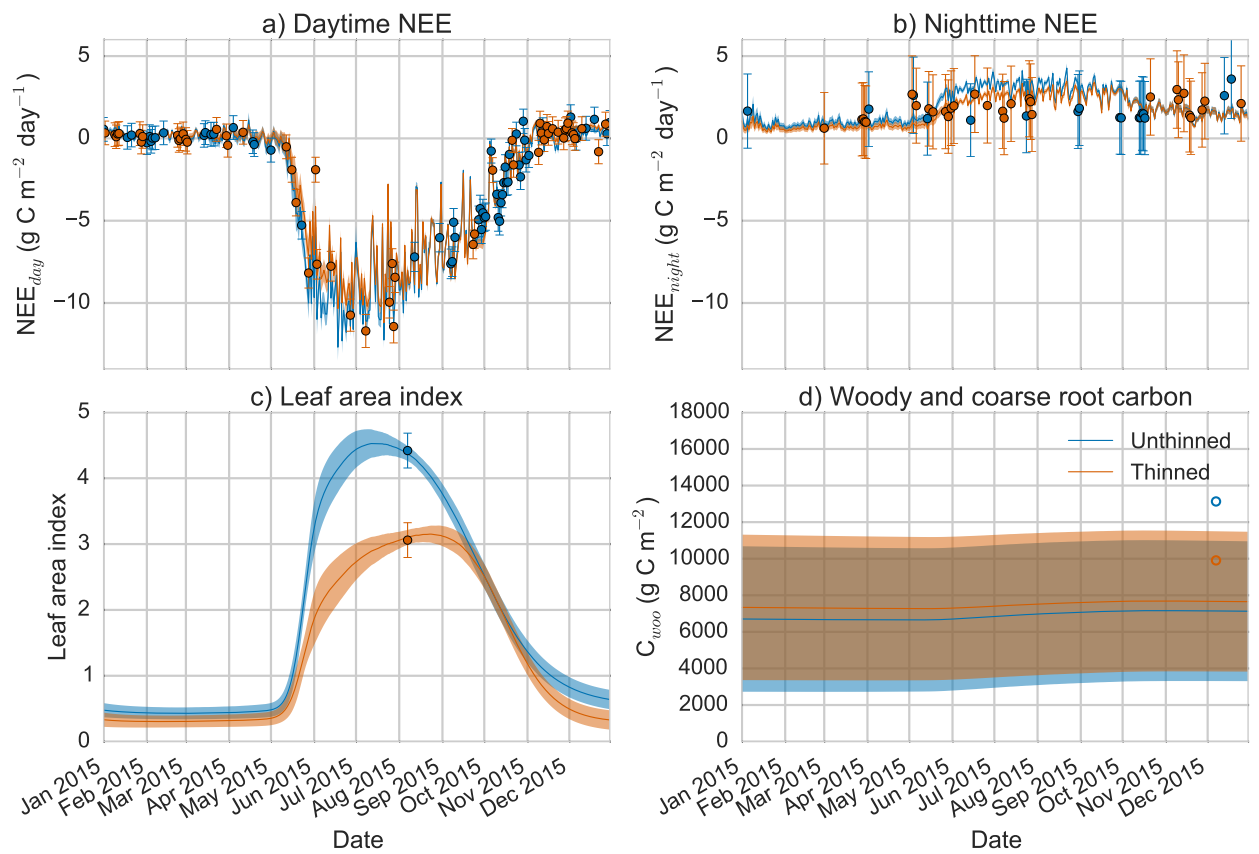 a) Daytime NEE
b) Nighttime NEE
5
0
−5
−10
NEE_day (g C m⁻² day⁻¹)
5
0
−5
−10
NEE_night (g C m⁻² day⁻¹)
c) Leaf area index
d) Woody and coarse root carbon
5
4
3
2
1
0
Leaf area index
18000
16000
14000
12000
10000
8000
6000
4000
2000
0
C_woo (g C m⁻²)
Unthinned
Thinned
Jan 2015
Feb 2015
Mar 2015
Apr 2015
May 2015
Jun 2015
Jul 2015
Aug 2015
Sep 2015
Oct 2015
Nov 2015
Dec 2015
Date
Jan 2015
Feb 2015
Mar 2015
Apr 2015
May 2015
Jun 2015
Jul 2015
Aug 2015
Sep 2015
Oct 2015
Nov 2015
Dec 2015
Date